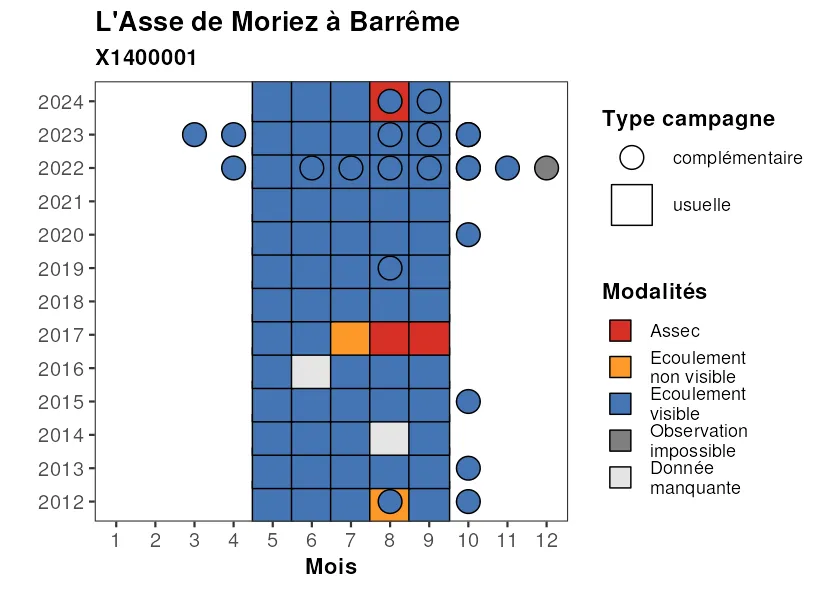 L'Asse de Moriez à Barrême
X1400001
2024
2023
2022
2021
2020
2019
2018
2017
2016
2015
2014
2013
2012
1 2 3 4 5 6 7 8 9 10 11 12
Mois
Type campagne
complémentaire
usuelle
Modalités
Assec
Ecoulement
non visible
Ecoulement
visible
Observation
impossible
Donnée
manquante